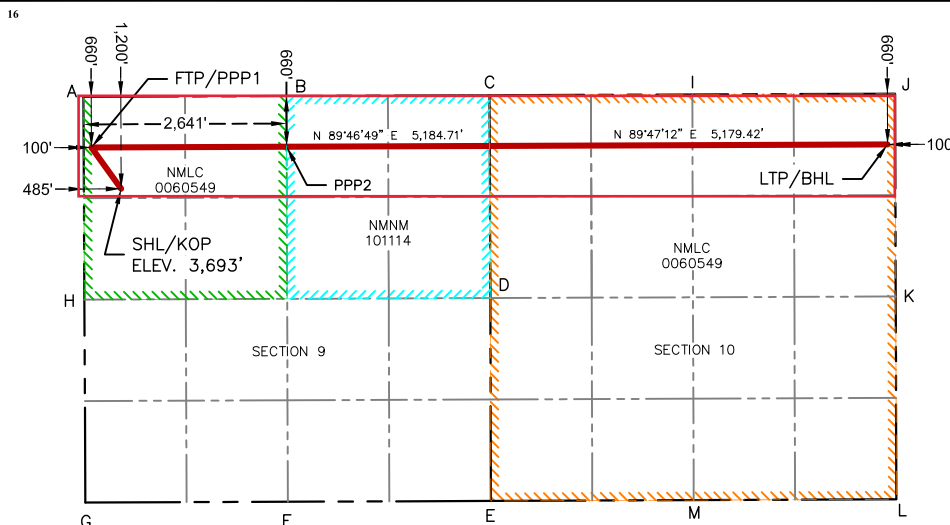 16
660'
1,200'
660'
660'
FTP/PPP1
A
B
C
I
J
2,641'
N 89°46'49" E 5,184.71'
N 89°47'12" E 5,179.42'
100'
100'
NMLC
0060549
485'
PPP2
LTP/BHL
SHL/KOP
ELEV. 3,693'
NMNM
101114
NMLC
0060549
H
D
K
SECTION 9
SECTION 10
G
F
E
M
L